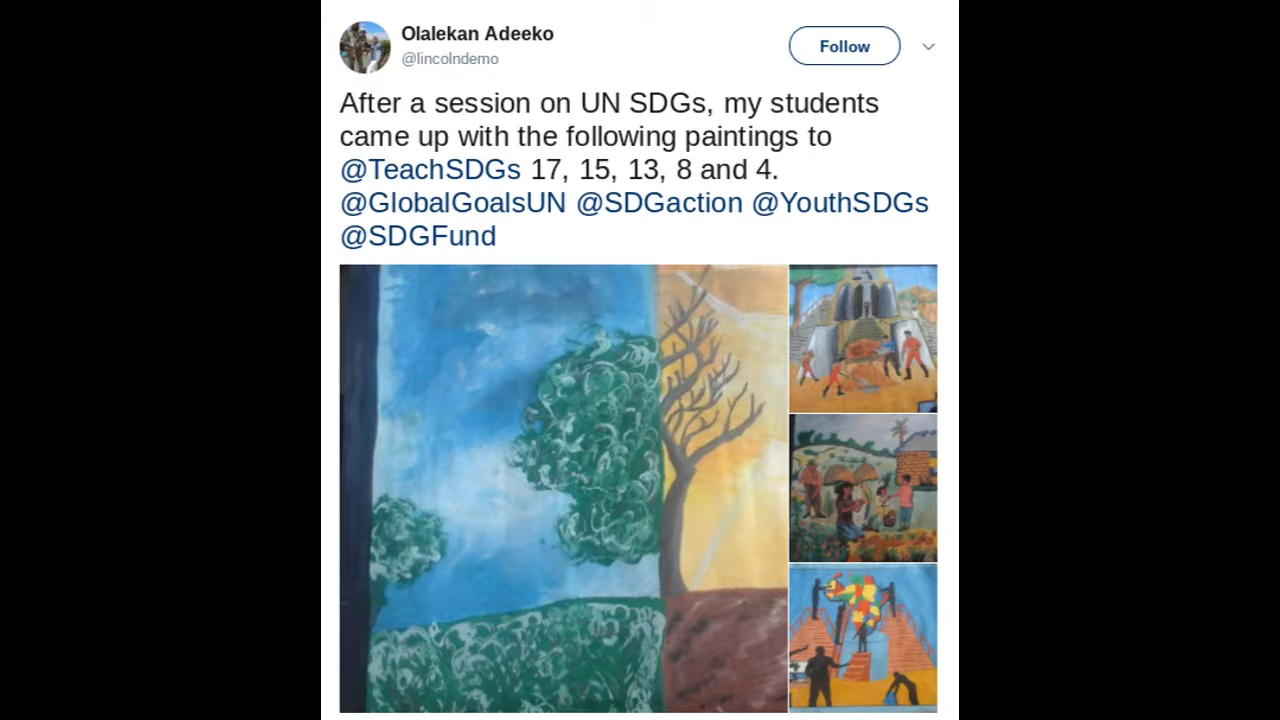 Olalekan Adeeko
@lincolndemo
Follow
After a session on UN SDGs, my students
came up with the following paintings to
@TeachSDGs 17, 15, 13, 8 and 4.
@GlobalGoalsUN @SDGaction @YouthSDGs
@SDGFund